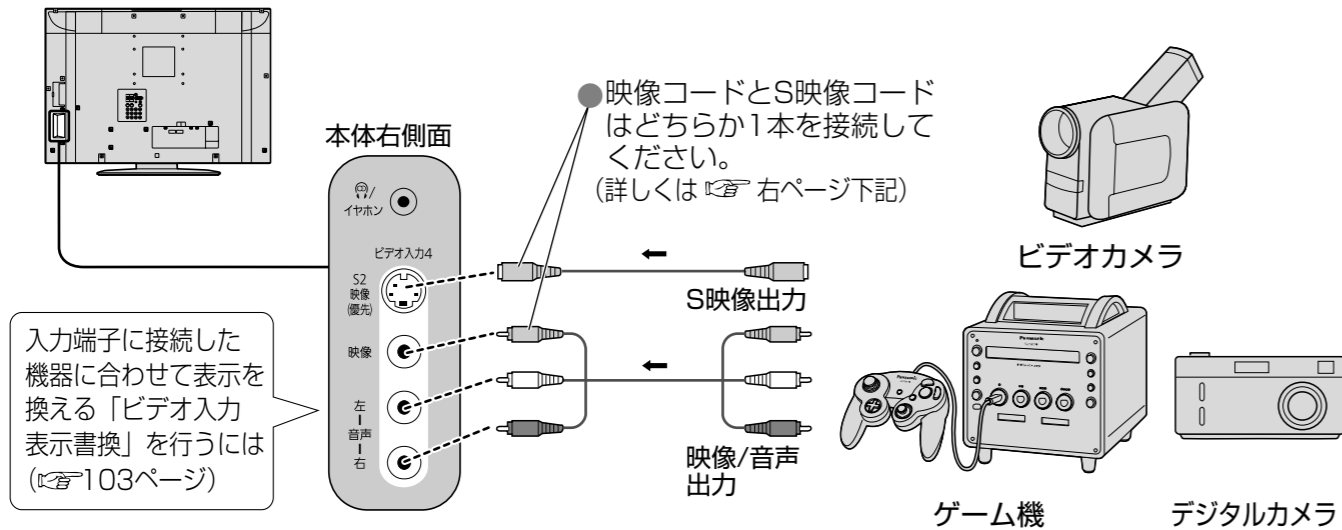 ●映像コードとS映像コード
はどちらか1本を接続して
ください。
(詳しくは ☞ 右ページ下記)
本体右側面
イヤホン
ビデオ入力4
S2
映像
(優先)
映像
左
音声
右
S映像出力
映像/音声
出力
入力端子に接続した
機器に合わせて表示を
換える「ビデオ入力
表示書換」を行うには
(☞103ページ)
ビデオカメラ
Panasonic
Panasonic
ゲーム機
デジタルカメラ